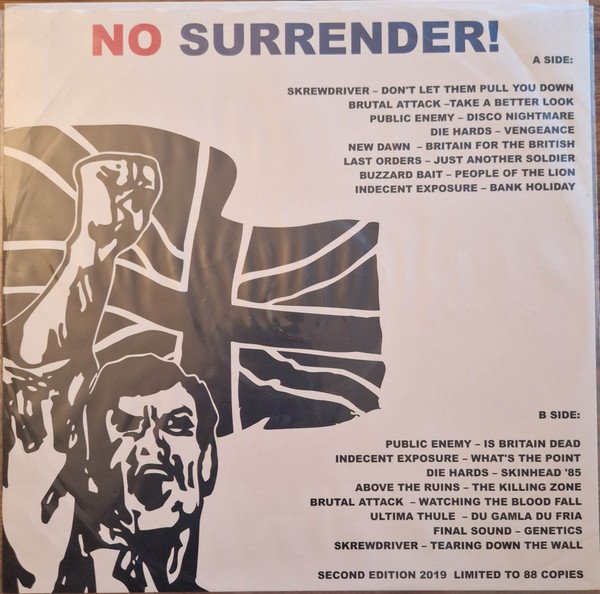 NO SURRENDER!
A SIDE:
SKREWDRIVER – DON'T LET THEM PULL YOU DOWN
BRUTAL ATTACK –TAKE A BETTER LOOK
PUBLIC ENEMY – DISCO NIGHTMARE
DIE HARDS – VENGEANCE
NEW DAWN – BRITAIN FOR THE BRITISH
LAST ORDERS – JUST ANOTHER SOLDIER
BUZZARD BAIT – PEOPLE OF THE LION
INDECENT EXPOSURE – BANK HOLIDAY
B SIDE:
PUBLIC ENEMY – IS BRITAIN DEAD
INDECENT EXPOSURE – WHAT'S THE POINT
DIE HARDS – SKINHEAD '85
ABOVE THE RUINS – THE KILLING ZONE
BRUTAL ATTACK – WATCHING THE BLOOD FALL
ULTIMA THULE – DU GAMLA DU FRIA
FINAL SOUND – GENETICS
SKREWDRIVER – TEARING DOWN THE WALL
SECOND EDITION 2019 LIMITED TO 88 COPIES